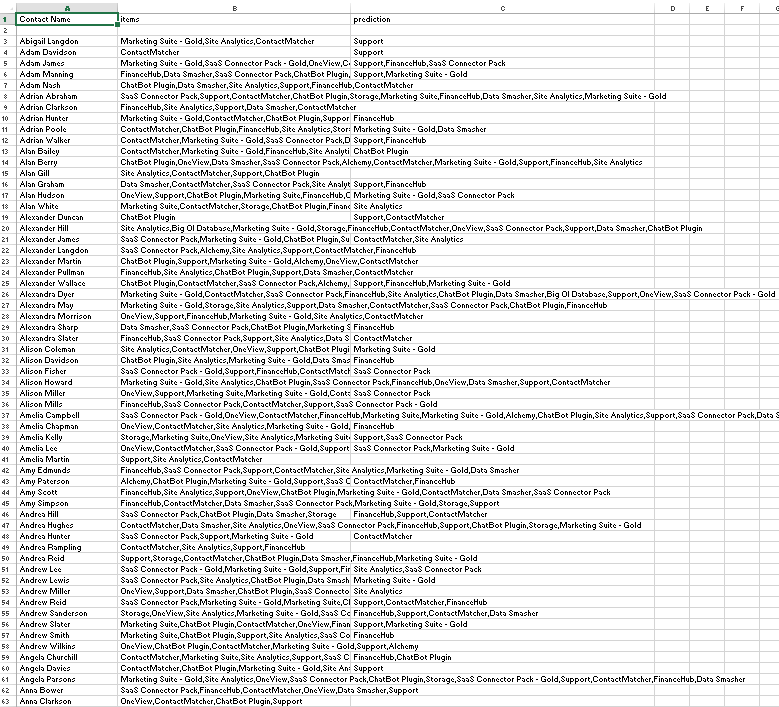 A B C D E F
1 Contact Name items prediction
2
3 Abigail Langdon Marketing Suite - Gold,Site Analytics,ContactMatcher Support
4 Adam Davidson ContactMatcher Support
5 Adam James Marketing Suite - Gold,SaaS Connector Pack - Gold,OneView,C Support,FinanceHub,SaaS Connector Pack
6 Adam Manning FinanceHub,Data Smasher,SaaS Connector Pack,ChatBot Plugin, Support,Marketing Suite - Gold
7 Adam Nash ChatBot Plugin,Data Smasher,Site Analytics,Support,FinanceHub,ContactMatcher
8 Adrian Abraham SaaS Connector Pack,Support,ContactMatcher,ChatBot Plugin,Storage,Marketing Suite,FinanceHub,Data Smasher,Site Analytics,Marketing Suite - Gold
9 Adrian Clarkson FinanceHub,Site Analytics,Support,Data Smasher,ContactMatcher
10 Adrian Hunter Marketing Suite - Gold,ContactMatcher,ChatBot Plugin,Suppor FinanceHub
11 Adrian Poole ContactMatcher,ChatBot Plugin,FinanceHub,Site Analytics,Stor Marketing Suite - Gold,Data Smasher
12 Adrian Walker ContactMatcher,Marketing Suite - Gold,SaaS Connector Pack,D Support,FinanceHub
13 Alan Bailey ContactMatcher,Marketing Suite - Gold,FinanceHub,Site Analyti ChatBot Plugin
14 Alan Berry ChatBot Plugin,OneView,Data Smasher,SaaS Connector Pack,Alchemy,ContactMatcher,Marketing Suite - Gold,Support,FinanceHub,Site Analytics
15 Alan Gill Site Analytics,ContactMatcher,Support,ChatBot Plugin
16 Alan Graham Data Smasher,ContactMatcher,SaaS Connector Pack,Site Analyt Support,FinanceHub
17 Alan Hudson OneView,Support,ChatBot Plugin,Marketing Suite,FinanceHub,C Marketing Suite - Gold,SaaS Connector Pack
18 Alan White Marketing Suite,ContactMatcher,Storage,ChatBot Plugin,Finan Site Analytics
19 Alexander Duncan ChatBot Plugin Support,ContactMatcher
20 Alexander Hill Site Analytics,Big Ol Database,Marketing Suite - Gold,Storage,FinanceHub,ContactMatcher,OneView,SaaS Connector Pack,Support,Data Smasher,ChatBot Plugin
21 Alexander James SaaS Connector Pack,Marketing Suite - Gold,ChatBot Plugin,Su ContactMatcher,Site Analytics
22 Alexander Langdon SaaS Connector Pack,Alchemy,Site Analytics,Support,ContactMatcher,FinanceHub
23 Alexander Martin ChatBot Plugin,Support,Marketing Suite - Gold,Alchemy,OneView,ContactMatcher
24 Alexander Pullman FinanceHub,Site Analytics,ChatBot Plugin,Support,Data Smasher,ContactMatcher
25 Alexander Wallace ChatBot Plugin,ContactMatcher,SaaS Connector Pack,Alchemy, Support,FinanceHub,Marketing Suite - Gold
26 Alexandra Dyer Marketing Suite - Gold,ContactMatcher,SaaS Connector Pack,FinanceHub,Site Analytics,ChatBot Plugin,Data Smasher,Big Ol Database,Support,OneView,SaaS Connector Pack - Gold
27 Alexandra May Marketing Suite - Gold,Storage,Site Analytics,Support,Data Smasher,ContactMatcher,SaaS Connector Pack,ChatBot Plugin,FinanceHub
28 Alexandra Morrison OneView,Support,FinanceHub,Marketing Suite - Gold,Site Analytics,ContactMatcher
29 Alexandra Sharp Data Smasher,SaaS Connector Pack,ChatBot Plugin,Marketing S FinanceHub
30 Alexandra Slater FinanceHub,SaaS Connector Pack,Support,Site Analytics,Data S ContactMatcher
31 Alison Coleman Site Analytics,ContactMatcher,OneView,Support,ChatBot Plugi Marketing Suite - Gold
32 Alison Davidson ChatBot Plugin,Site Analytics,Marketing Suite - Gold,Data Smas FinanceHub
33 Alison Fisher SaaS Connector Pack - Gold,Support,FinanceHub,ContactMatc SaaS Connector Pack
34 Alison Howard Marketing Suite - Gold,Site Analytics,ChatBot Plugin,SaaS Connector Pack,FinanceHub,OneView,Data Smasher,Support,ContactMatcher
35 Alison Miller OneView,Support,Marketing Suite,Marketing Suite - Gold,Cont SaaS Connector Pack
36 Alison Mills FinanceHub,SaaS Connector Pack,ContactMatcher,Support,SaaS Connector Pack - Gold
37 Amelia Campbell SaaS Connector Pack - Gold,OneView,ContactMatcher,FinanceHub,Marketing Suite,Marketing Suite - Gold,Alchemy,ChatBot Plugin,Site Analytics,Support,SaaS Connector Pack,Data S
38 Amelia Chapman OneView,ContactMatcher,Site Analytics,Marketing Suite - Gold, FinanceHub
39 Amelia Kelly Storage,Marketing Suite,OneView,Site Analytics,Marketing Suit Support,SaaS Connector Pack
40 Amelia Lee OneView,ContactMatcher,SaaS Connector Pack - Gold,Support SaaS Connector Pack,Marketing Suite - Gold
41 Amelia Martin Support,Site Analytics,ContactMatcher
42 Amy Edmunds FinanceHub,SaaS Connector Pack,Support,ContactMatcher,Site Analytics,Marketing Suite - Gold,Data Smasher
43 Amy Paterson Alchemy,ChatBot Plugin,Marketing Suite - Gold,Support,SaaS C ContactMatcher,FinanceHub
44 Amy Scott FinanceHub,Site Analytics,Support,OneView,ChatBot Plugin,Marketing Suite - Gold,ContactMatcher,Data Smasher,SaaS Connector Pack
45 Amy Simpson FinanceHub,ContactMatcher,Data Smasher,SaaS Connector Pack,Marketing Suite - Gold,Storage,Support
46 Andrea Hill SaaS Connector Pack,ChatBot Plugin,Data Smasher,Storage FinanceHub,Support,ContactMatcher
47 Andrea Hughes ContactMatcher,Data Smasher,Site Analytics,OneView,SaaS Connector Pack,FinanceHub,Support,ChatBot Plugin,Storage,Marketing Suite - Gold
48 Andrea Hunter SaaS Connector Pack,Support,Marketing Suite - Gold ContactMatcher
49 Andrea Rampling ContactMatcher,Site Analytics,Support,FinanceHub
50 Andrea Reid Support,Storage,ContactMatcher,ChatBot Plugin,Data Smasher,FinanceHub,Marketing Suite - Gold
51 Andrew Lee SaaS Connector Pack - Gold,Marketing Suite - Gold,Support,Fir Site Analytics,SaaS Connector Pack
52 Andrew Lewis SaaS Connector Pack,Site Analytics,ChatBot Plugin,Data Smash Marketing Suite - Gold
53 Andrew Miller OneView,Support,Data Smasher,ChatBot Plugin,SaaS Connecto Site Analytics
54 Andrew Reid SaaS Connector Pack,Marketing Suite - Gold,Marketing Suite,Cl Support,ContactMatcher,FinanceHub
55 Andrew Sanderson Storage,OneView,Site Analytics,Marketing Suite - Gold,SaaS Co FinanceHub,Support,ContactMatcher,Data Smasher
56 Andrew Slater Marketing Suite,ChatBot Plugin,ContactMatcher,OneView,Finan Support,Marketing Suite - Gold
57 Andrew Smith Marketing Suite,ChatBot Plugin,Support,Site Analytics,SaaS Co FinanceHub
58 Andrew Wilkins OneView,ChatBot Plugin,ContactMatcher,Marketing Suite - Gold,Support,Alchemy
59 Angela Churchill ContactMatcher,Marketing Suite,Site Analytics,Support,SaaS C FinanceHub,ChatBot Plugin
60 Angela Davies ContactMatcher,ChatBot Plugin,Marketing Suite - Gold,Site An Support
61 Angela Parsons Marketing Suite - Gold,Site Analytics,OneView,SaaS Connector Pack,ChatBot Plugin,Storage,SaaS Connector Pack - Gold,Support,ContactMatcher,FinanceHub,Data Smasher
62 Anna Bower SaaS Connector Pack,FinanceHub,ContactMatcher,OneView,Data Smasher,Support
63 Anna Clarkson OneView,ContactMatcher,ChatBot Plugin,Support